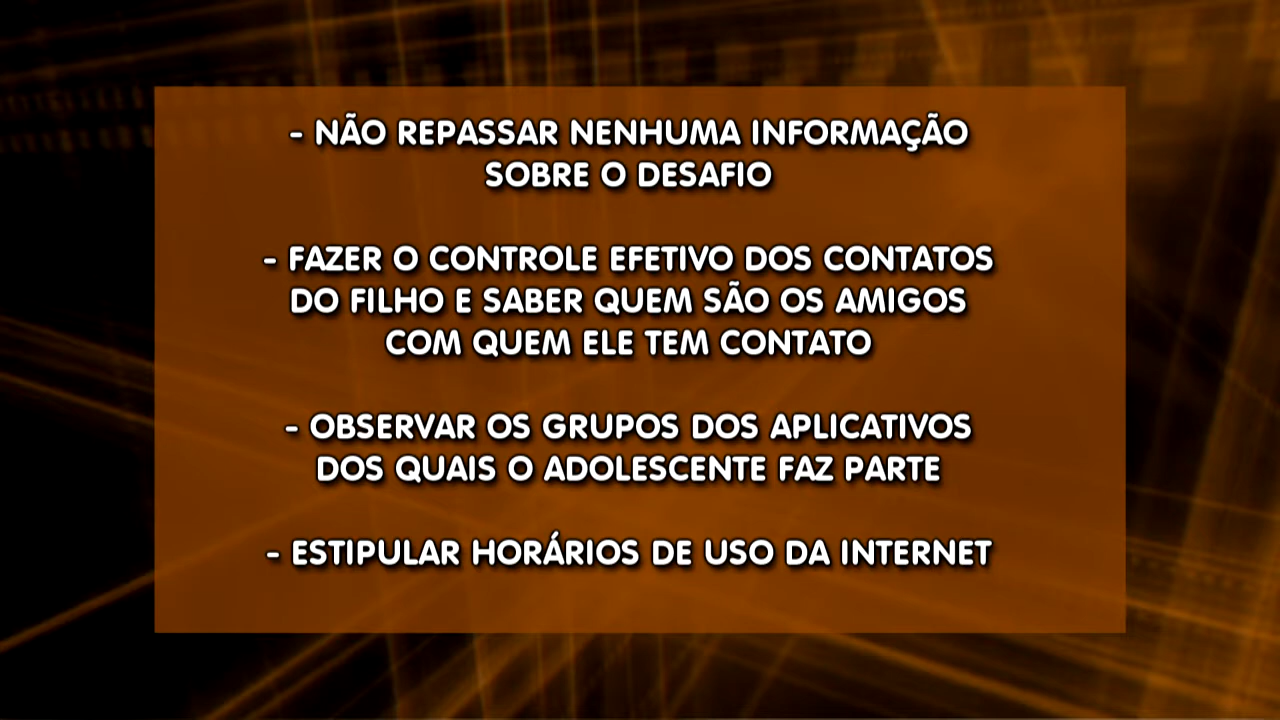 - NÃO REPASSAR NENHUMA INFORMAÇÃO
SOBRE O DESAFIO
- FAZER O CONTROLE EFETIVO DOS CONTATOS
DO FILHO E SABER QUEM SÃO OS AMIGOS
COM QUEM ELE TEM CONTATO
- OBSERVAR OS GRUPOS DOS APLICATIVOS
DOS QUAIS O ADOLESCENTE FAZ PARTE
- ESTIPULAR HORÁRIOS DE USO DA INTERNET